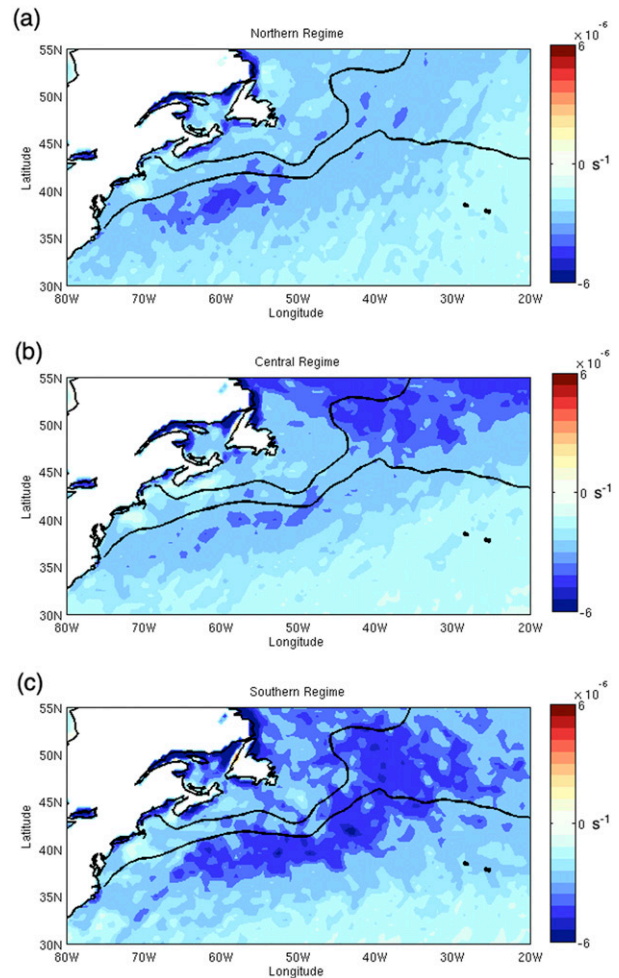 (a)
Northern Regime
55N
50N
45N
40N
35N
30N
Latitude
80W 70W 60W 50W 40W 30W 20W
Longitude
× 10⁻⁶
6
0 s⁻¹
-6
(b)
Central Regime
55N
50N
45N
40N
35N
30N
Latitude
80W 70W 60W 50W 40W 30W 20W
Longitude
× 10⁻⁶
6
0 s⁻¹
-6
(c)
Southern Regime
55N
50N
45N
40N
35N
30N
Latitude
80W 70W 60W 50W 40W 30W 20W
Longitude
× 10⁻⁶
6
0 s⁻¹
-6